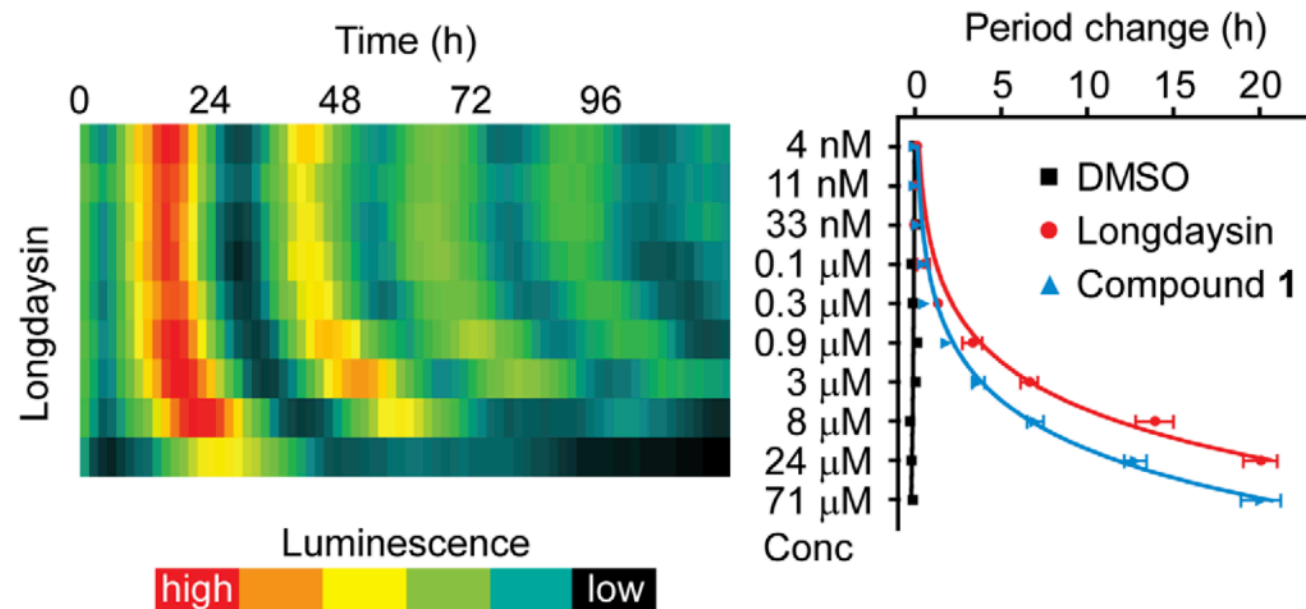 Time (h)
0 24 48 72 96
Longdaysin
Luminescence
high low
Period change (h)
0 5 10 15 20
4 nM
11 nM
33 nM
0.1 μM
0.3 μM
0.9 μM
3 μM
8 μM
24 μM
71 μM
Conc
DMSO
Longdaysin
Compound 1